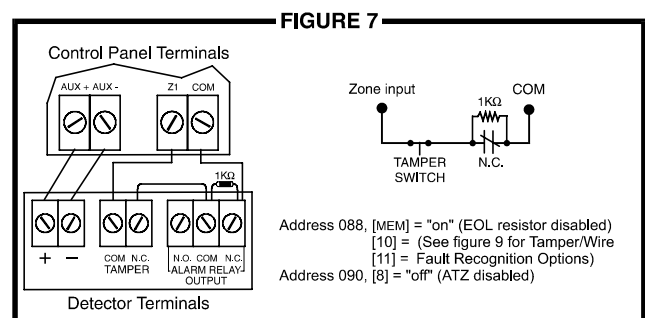 FIGURE 7
Control Panel Terminals
AUX + AUX - Z1 COM
1KΩ
+ −
COM N.C. N.O. COM N.C.
TAMPER ALARM RELAY
OUTPUT
Detector Terminals
Zone input COM
1KΩ
TAMPER N.C.
SWITCH
Address 088, [MEM] = "on" (EOL resistor disabled)
[10] = (See figure 9 for Tamper/Wire
[11] = Fault Recognition Options)
Address 090, [8] = "off" (ATZ disabled)